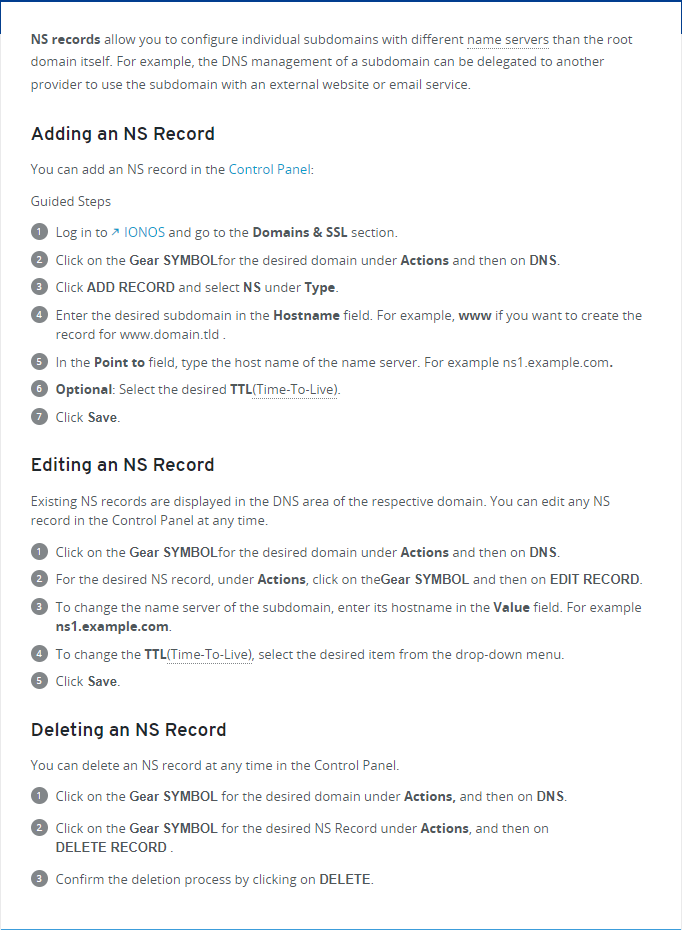 NS records allow you to configure individual subdomains with different name servers than the root
domain itself. For example, the DNS management of a subdomain can be delegated to another
provider to use the subdomain with an external website or email service.
Adding an NS Record
You can add an NS record in the Control Panel:
Guided Steps
1 Log in to ↗ IONOS and go to the Domains & SSL section.
2 Click on the Gear SYMBOLfor the desired domain under Actions and then on DNS.
3 Click ADD RECORD and select NS under Type.
4 Enter the desired subdomain in the Hostname field. For example, www if you want to create the
record for www.domain.tld .
5 In the Point to field, type the host name of the name server. For example ns1.example.com.
6 Optional: Select the desired TTL(Time-To-Live).
7 Click Save.
Editing an NS Record
Existing NS records are displayed in the DNS area of the respective domain. You can edit any NS
record in the Control Panel at any time.
1 Click on the Gear SYMBOLfor the desired domain under Actions and then on DNS.
2 For the desired NS record, under Actions, click on theGear SYMBOL and then on EDIT RECORD.
3 To change the name server of the subdomain, enter its hostname in the Value field. For example
ns1.example.com.
4 To change the TTL(Time-To-Live), select the desired item from the drop-down menu.
5 Click Save.
Deleting an NS Record
You can delete an NS record at any time in the Control Panel.
1 Click on the Gear SYMBOL for the desired domain under Actions, and then on DNS.
2 Click on the Gear SYMBOL for the desired NS Record under Actions, and then on
DELETE RECORD .
3 Confirm the deletion process by clicking on DELETE.